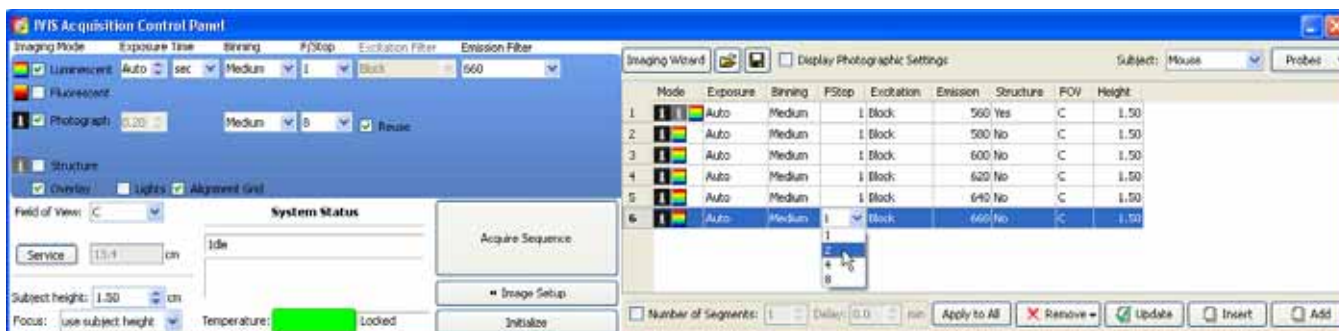 IVIS Acquisition Control Panel
Imaging Mode Exposure Time Binning F/Stop Excitation Filter Emission Filter
Luminescent Auto sec Medium 1 Block 660
Fluorescent
Photograph 0.20 Medium 8 Reuse
Structure
Overlay Lights Alignment Grid
Field of View: C System Status
Service 13.4 cm Idle
Acquire Sequence
Subject height: 1.50 cm
Image Setup
Focus: use subject height Temperature: Locked Initialize
Imaging Wizard Display Photographic Settings Subject: Mouse Probes
Mode Exposure Binning FStop Excitation Emission Structure FOV Height
1 Auto Medium 1 Block 560 Yes C 1.50
2 Auto Medium 1 Block 580 No C 1.50
3 Auto Medium 1 Block 600 No C 1.50
4 Auto Medium 1 Block 620 No C 1.50
5 Auto Medium 1 Block 640 No C 1.50
6 Auto Medium 1 Block 660 No C 1.50
1
2
4
8
Number of Segments: 1 Delay: 0.0 min Apply to All Remove Update Insert Add